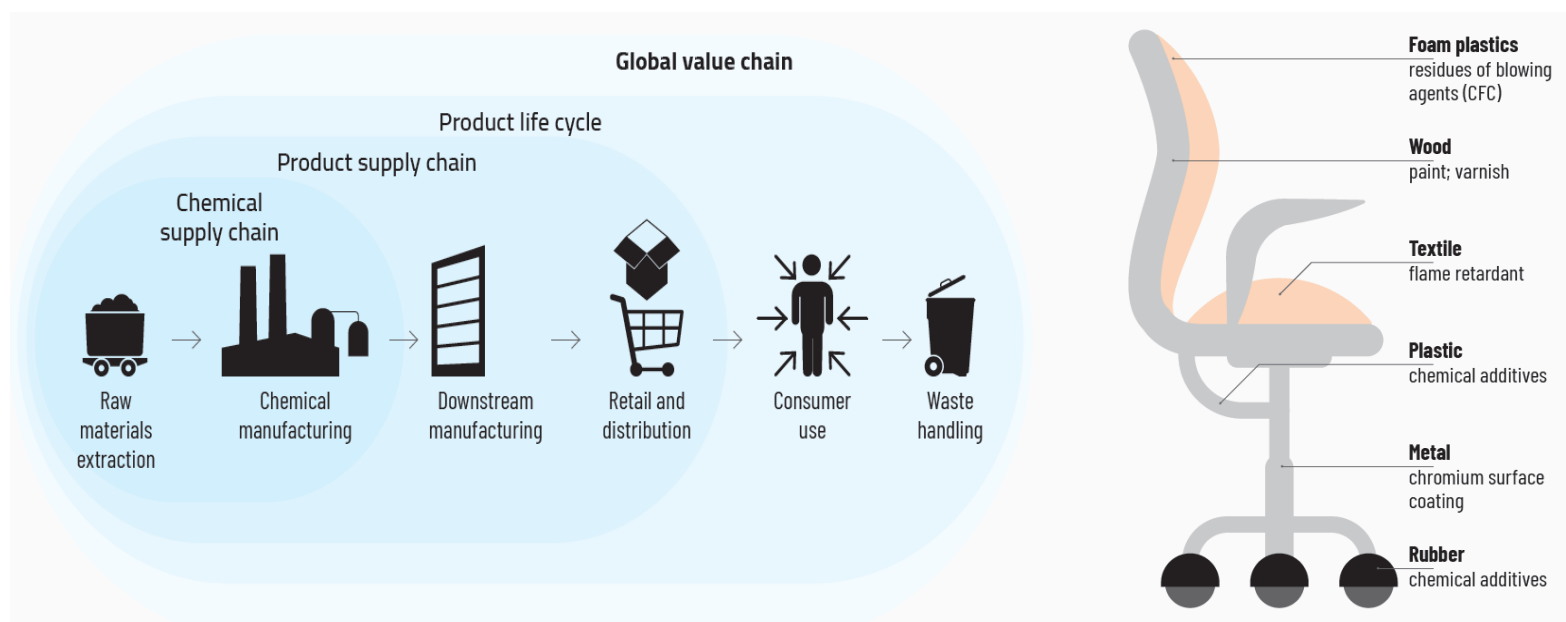 Global value chain
Product life cycle
Product supply chain
Chemical
supply chain
Raw
materials
extraction
Chemical
manufacturing
Downstream
manufacturing
Retail and
distribution
Consumer
use
Waste
handling
Foam plastics
residues of blowing
agents (CFC)
Wood
paint; varnish
Textile
flame retardant
Plastic
chemical additives
Metal
chromium surface
coating
Rubber
chemical additives